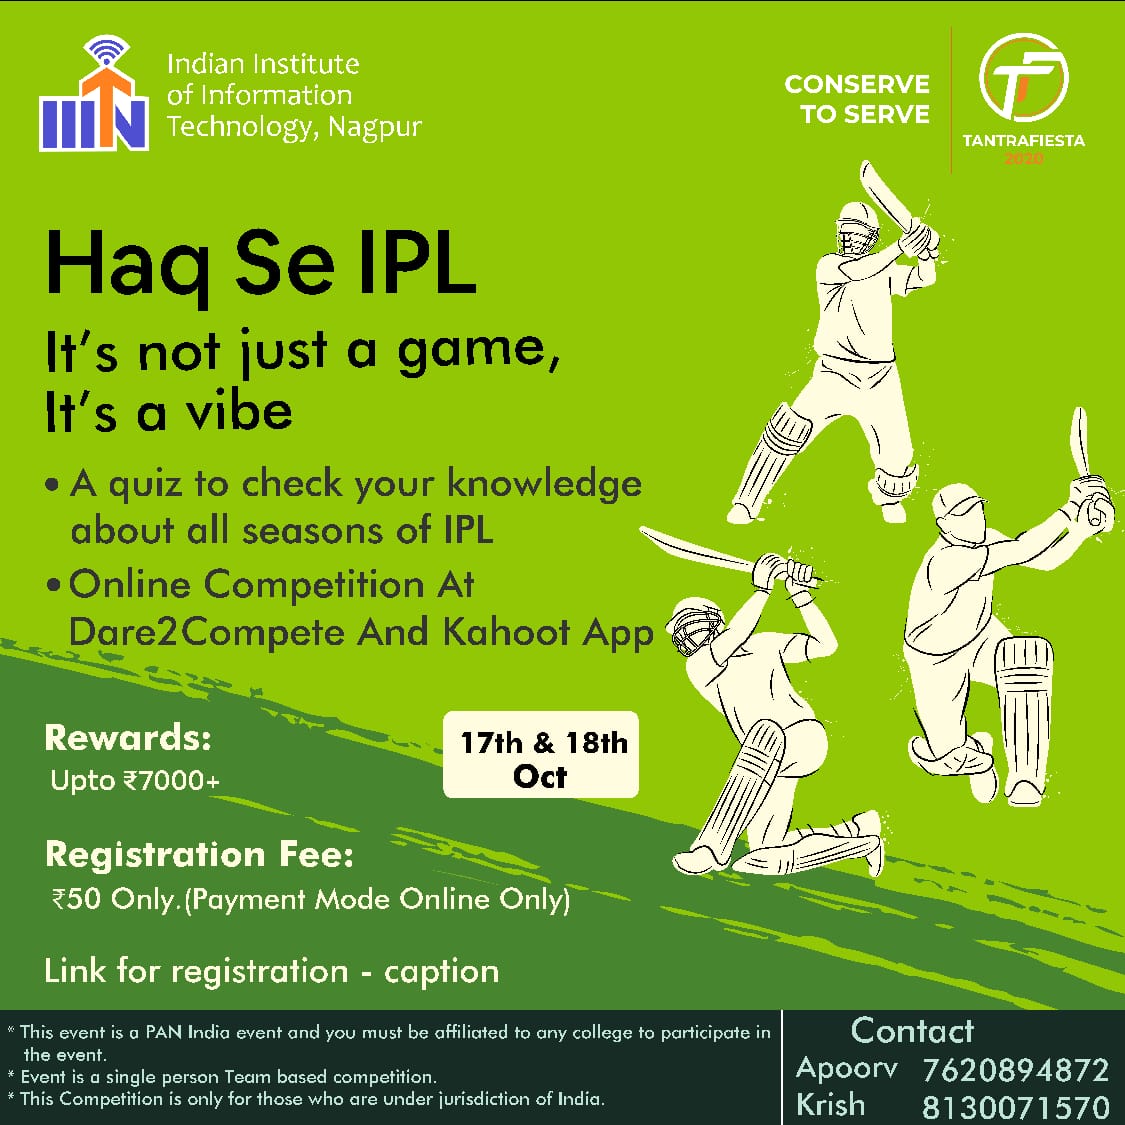 Indian Institute
of Information
Technology, Nagpur
IIITN
CONSERVE
TO SERVE
TF
TANTRAFIESTA
2020
Haq Se IPL
It's not just a game,
It's a vibe
• A quiz to check your knowledge
about all seasons of IPL
• Online Competition At
Dare2Compete And Kahoot App
Rewards:
Upto ₹7000+
17th & 18th
Oct
Registration Fee:
₹50 Only.(Payment Mode Online Only)
Link for registration - caption
* This event is a PAN India event and you must be affiliated to any college to participate in
the event.
* Event is a single person Team based competition.
* This Competition is only for those who are under jurisdiction of India.
Contact
Apoorv 7620894872
Krish 8130071570